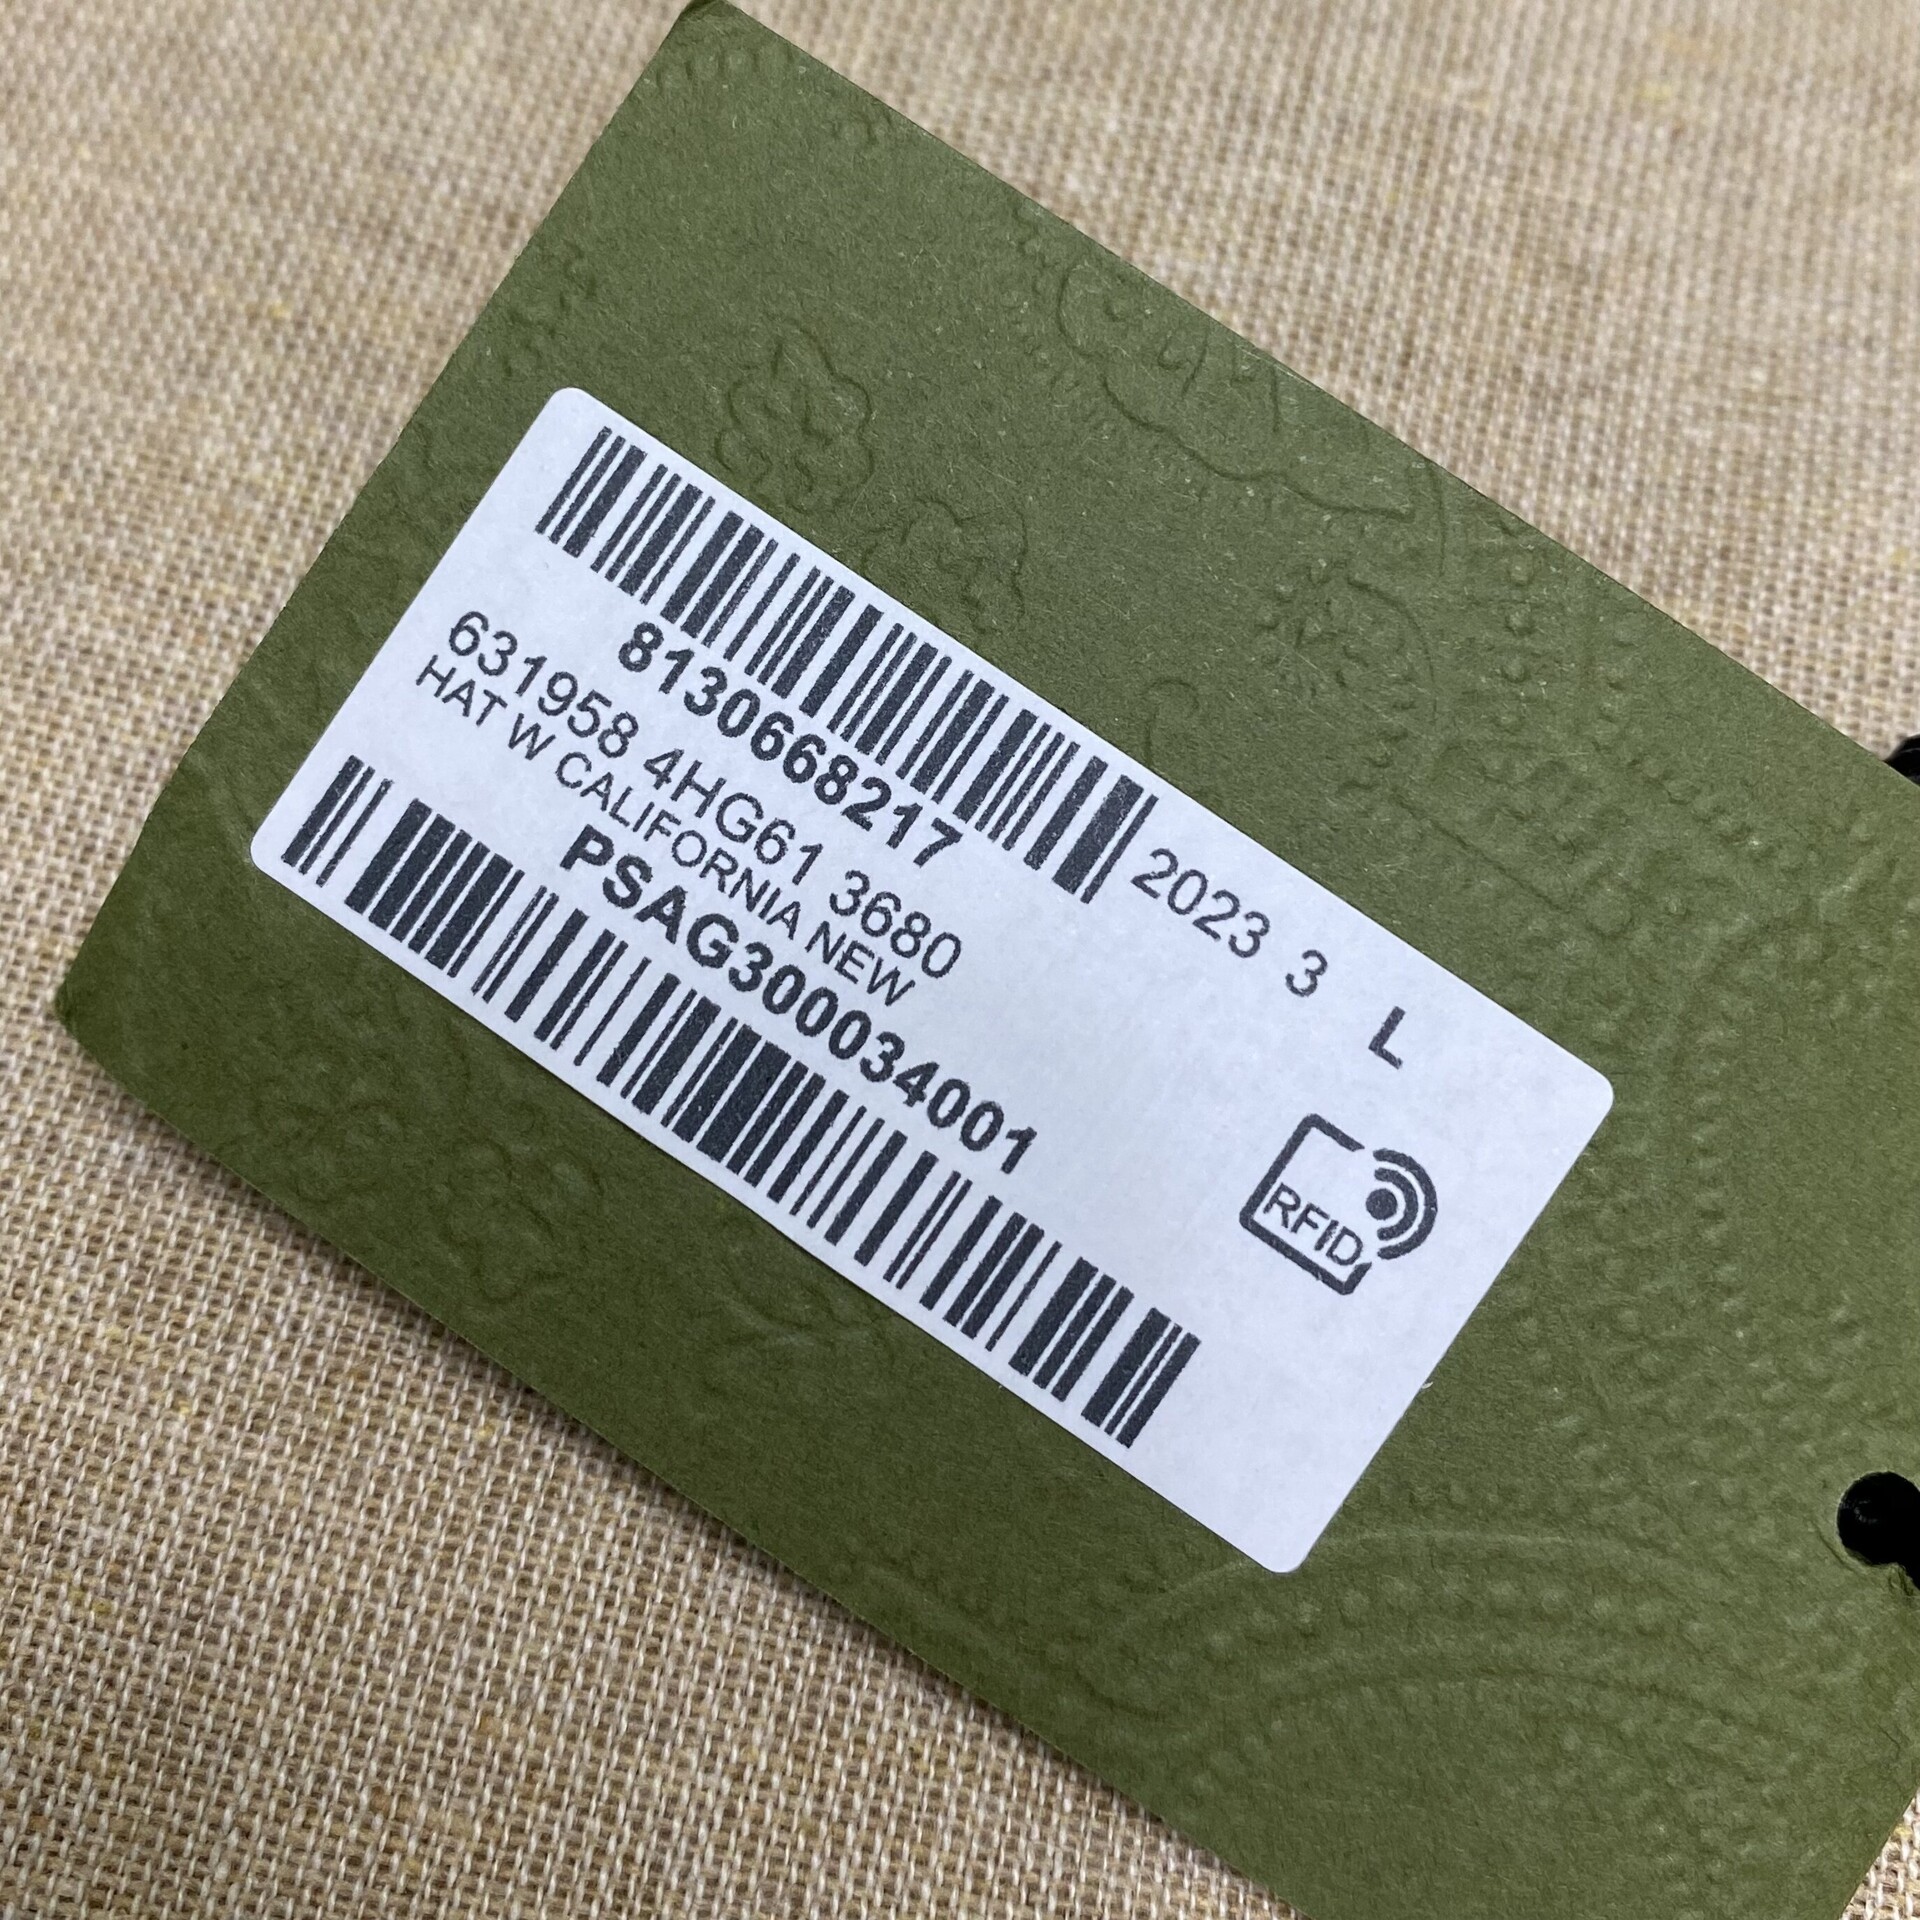 8130668217
2023 3 L
631958 4HG61 3680
HAT W CALIFORNIA NEW
PSAG300034001
RFID